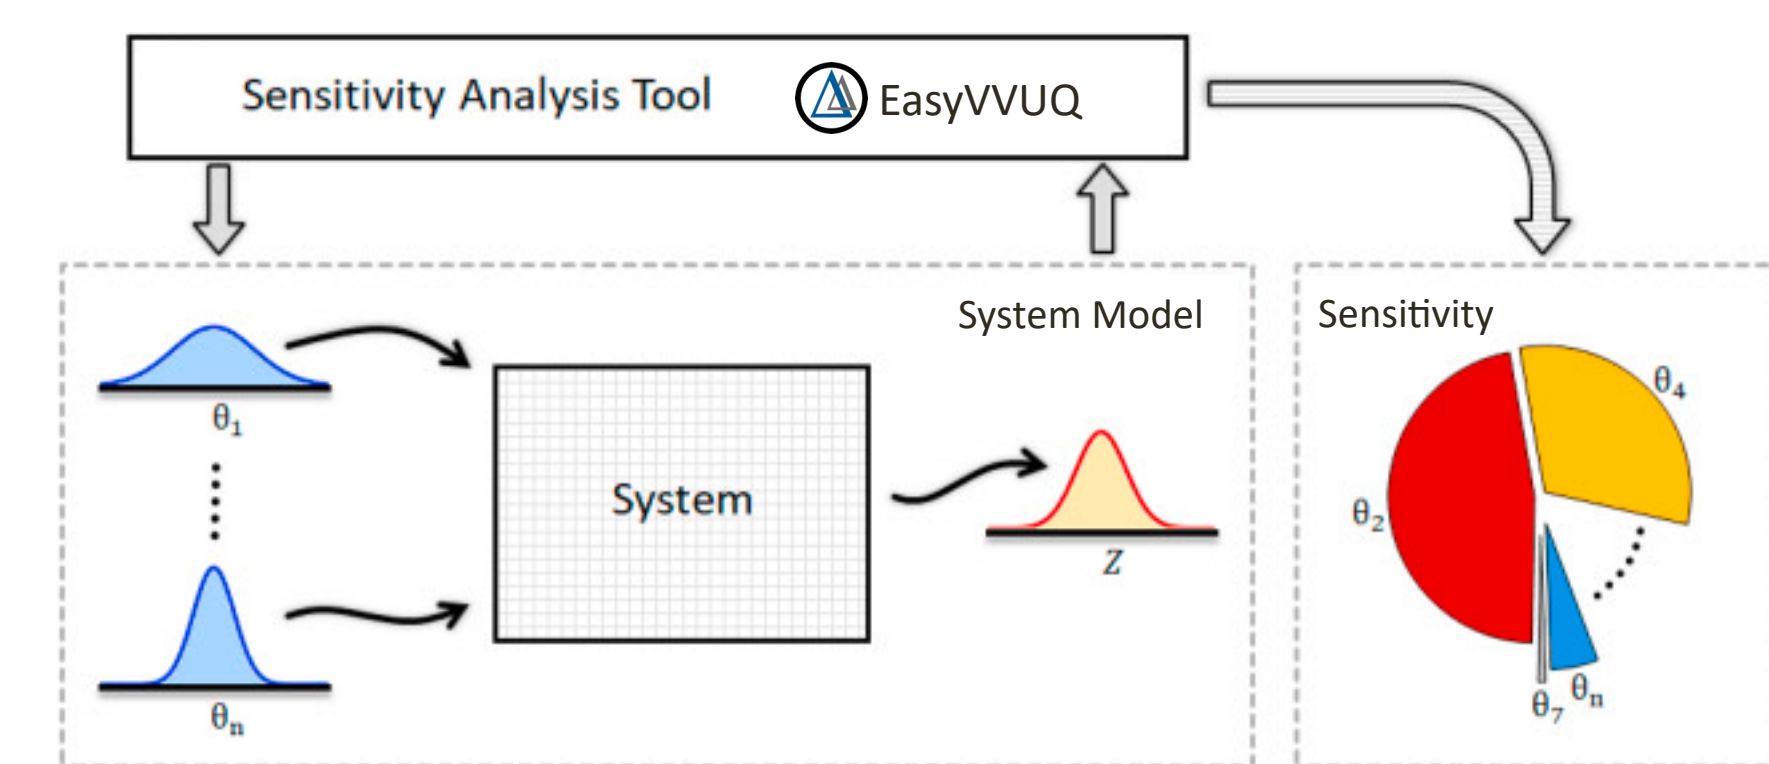 Sensitivity Analysis Tool EasyVVUQ
System Model
Sensitivity
θ₁
θₙ
System
Z
θ₄
θ₂
θ₇
θₙ